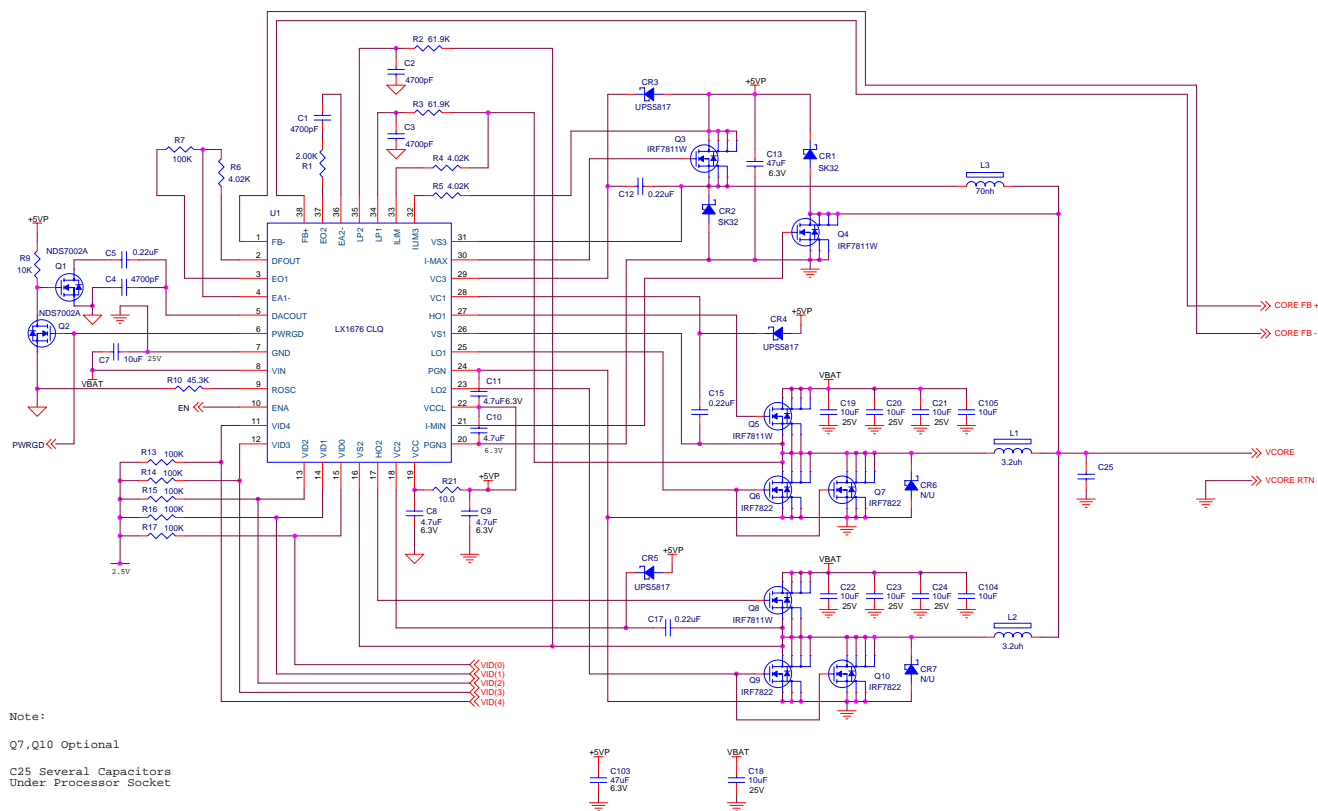 R2 61.9K
C2
4700pF
R3 61.9K
C3
4700pF
C1
4700pF
2.00K
R1
R4 4.02K
R5 4.02K
R7
100K
R6
4.02K
CR3
UPS5817
+5VP
Q3
IRF7811W
C13
47uF
6.3V
CR1
SK32
C12 0.22uF
CR2
SK32
L3
70nh
Q4
IRF7811W
U1
LX1676 CLQ
38
37
36
35
34
33
32
FB+
EO2
EA2-
LP2
LP1
ILIM
ILIM3
1 FB-
2 DFOUT
3 EO1
4 EA1-
5 DACOUT
6 PWRGD
7 GND
8 VIN
9 ROSC
10 ENA
11 VID4
12 VID3
VS3 31
I-MAX 30
VC3 29
VC1 28
HO1 27
VS1 26
LO1 25
PGN 24
LO2 23
VCCL 22
I-MIN 21
PGN3 20
VID2
VID1
VID0
VS2
HO2
VC2
VCC
13
14
15
16
17
18
19
+5VP
NDS7002A
R9
10K
Q1
C5 0.22uF
C4 4700pF
NDS7002A
Q2
C7 10uF 25V
VBAT
R10 45.3K
EN
PWRGD
R13 100K
R14 100K
R15 100K
R16 100K
R17 100K
2.5V
C11
4.7uF6.3V
C10
4.7uF
6.3V
R21
10.0
+5VP
C8
4.7uF
6.3V
C9
4.7uF
6.3V
CR4
UPS5817
+5VP
C15
0.22uF
VBAT
Q5
IRF7811W
C19
10uF
25V
C20
10uF
25V
C21
10uF
25V
C105
10uF
L1
3.2uh
Q6
IRF7822
Q7
IRF7822
CR6
N/U
C25
CORE FB +
CORE FB -
VCORE
VCORE RTN
CR5
UPS5817
+5VP
C17 0.22uF
VBAT
Q8
IRF7811W
C22
10uF
25V
C23
10uF
25V
C24
10uF
25V
C104
10uF
L2
3.2uh
Q9
IRF7822
Q10
IRF7822
CR7
N/U
VID(0)
VID(1)
VID(2)
VID(3)
VID(4)
Note:
Q7,Q10 Optional
C25 Several Capacitors
Under Processor Socket
+5VP
C103
47uF
6.3V
VBAT
C18
10uF
25V